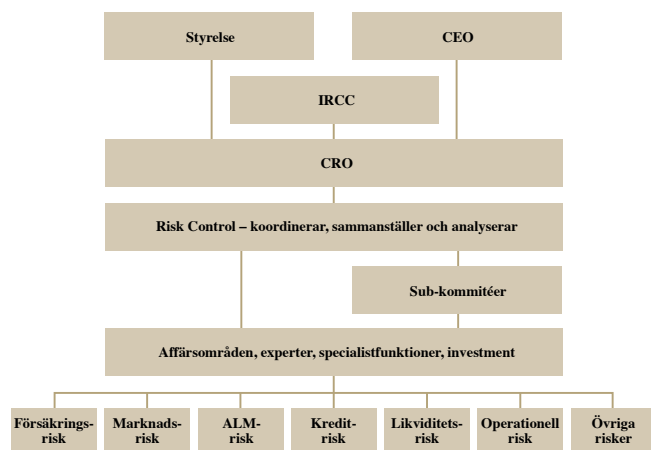 Styrelse
CEO
IRCC
CRO
Risk Control – koordinerar, sammanställer och analyserar
Sub-kommitéer
Affärsområden, experter, specialistfunktioner, investment
Försäkrings-
risk
Marknads-
risk
ALM-
risk
Kredit-
risk
Likviditets-
risk
Operationell
risk
Övriga
risker